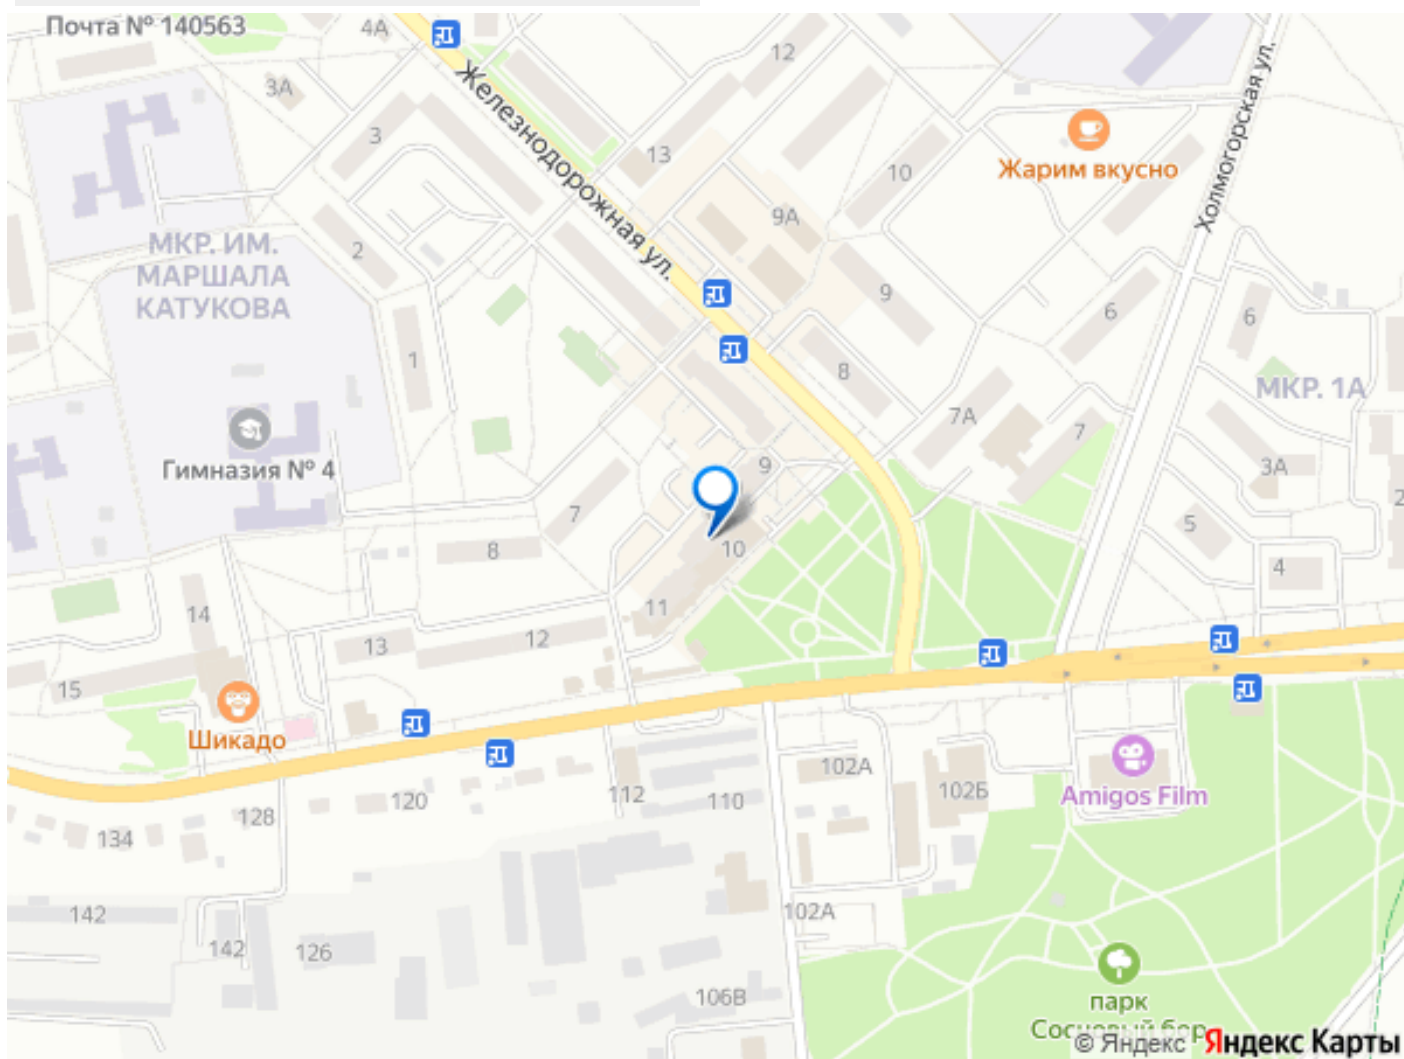 Почта № 140563
4А
12
3А
Железнодорожная ул.
3
13
10
Жарим вкусно
Холмогорская ул.
9А
МКР. ИМ.
МАРШАЛА
КАТУКОВА
2
9
6
6
1
8
МКР. 1А
7А
7
Гимназия № 4
9
3А
7
5
2
8
10
4
14
11
13
12
15
Шикадо
102А
102Б
Amigos Film
120
112
110
128
134
142
102А
142
126
106В
парк
Сосновый бор
© Яндекс Яндекс Карты